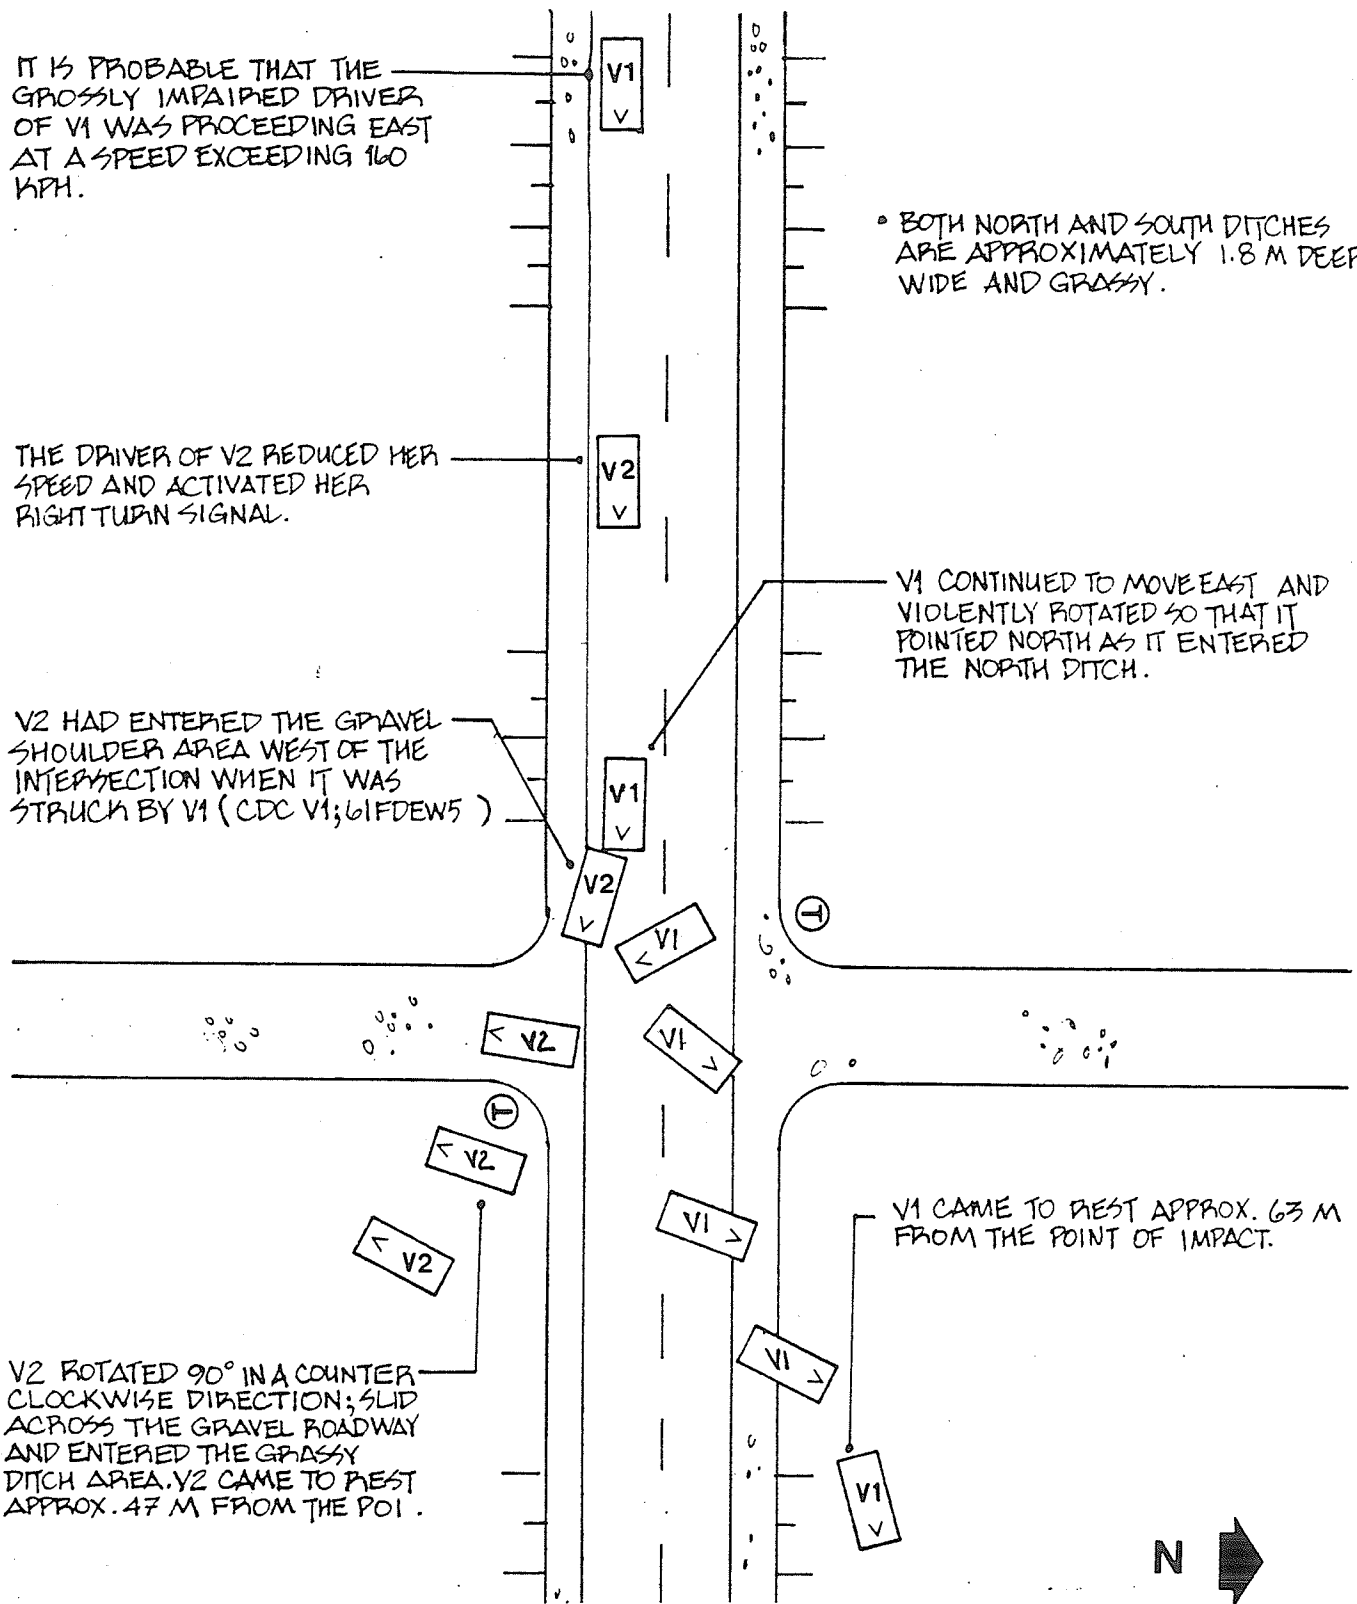 IT IS PROBABLE THAT THE
GROSSLY IMPAIRED DRIVER
OF V1 WAS PROCEEDING EAST
AT A SPEED EXCEEDING 160
KPH.
V1
• BOTH NORTH AND SOUTH DITCHES
ARE APPROXIMATELY 1.8 M DEEP
WIDE AND GRASSY.
THE DRIVER OF V2 REDUCED HER
SPEED AND ACTIVATED HER
RIGHT TURN SIGNAL.
V2
V1 CONTINUED TO MOVE EAST AND
VIOLENTLY ROTATED SO THAT IT
POINTED NORTH AS IT ENTERED
THE NORTH DITCH.
V2 HAD ENTERED THE GRAVEL
SHOULDER AREA WEST OF THE
INTERSECTION WHEN IT WAS
STRUCK BY V1 (CDC V1;61FDEW5)
V1
V2
V1
T
V2
V1
T
V2
V1
V2
V1 CAME TO REST APPROX. 63 M
FROM THE POINT OF IMPACT.
V1
V2 ROTATED 90° IN A COUNTER
CLOCKWISE DIRECTION; SLID
ACROSS THE GRAVEL ROADWAY
AND ENTERED THE GRASSY
DITCH AREA. V2 CAME TO REST
APPROX. 47 M FROM THE POI.
V1
N